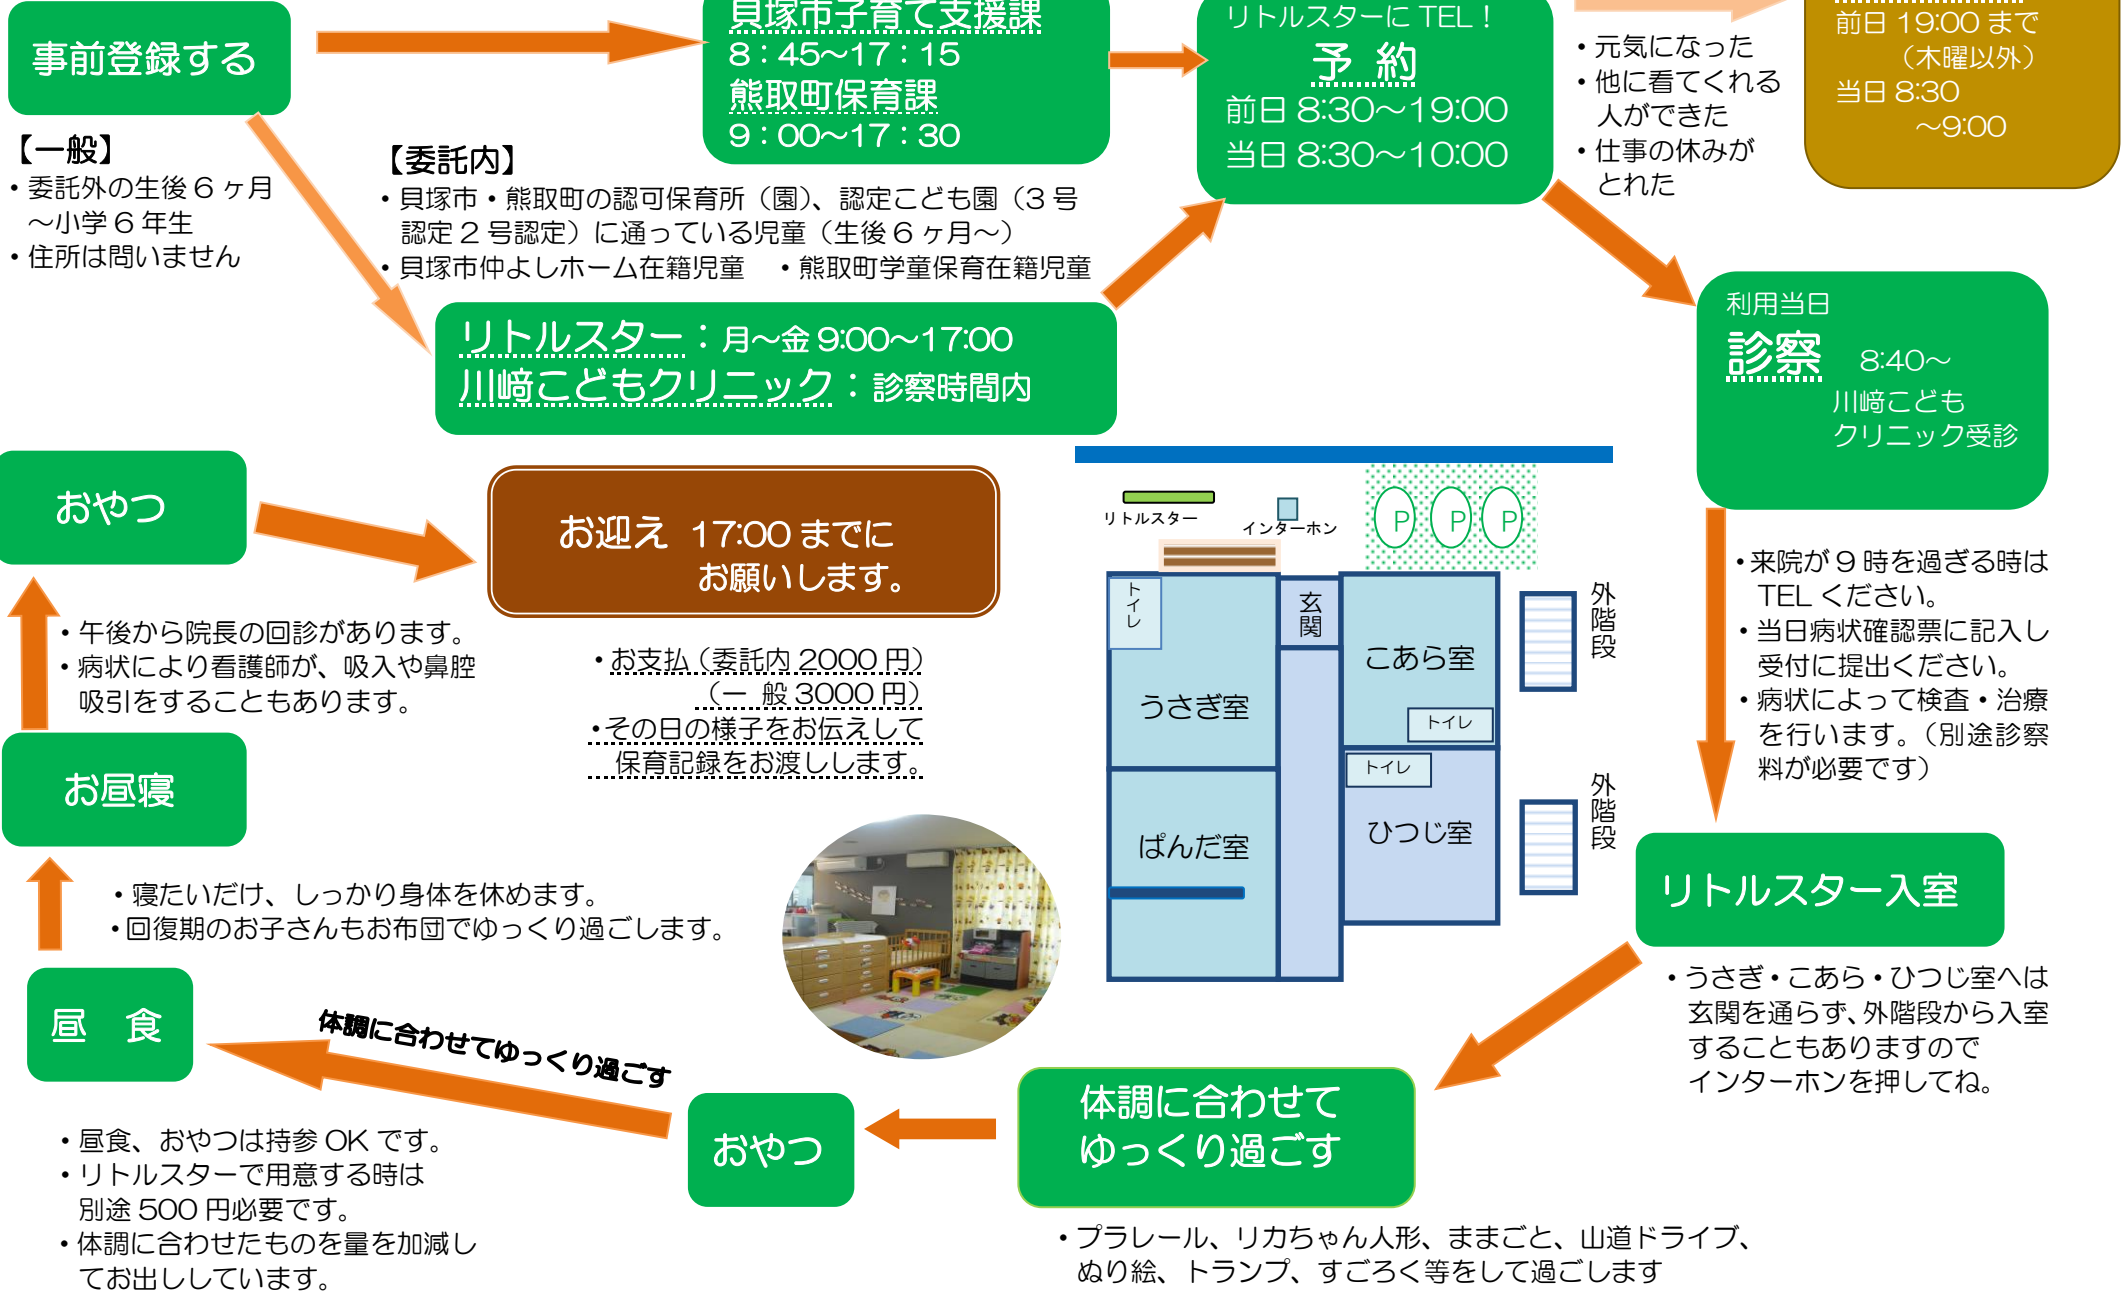 事前登録する
貝塚市子育て支援課
8：45～17：15
熊取町保育課
9：00～17：30
リトルスターに TEL！
予 約
前日 8:30～19:00
当日 8:30～10:00
・元気になった
・他に看てくれる
人ができた
・仕事の休みが
とれた
前日 19:00 まで
（木曜以外）
当日 8:30
～9:00
【一般】
・委託外の生後 6 ヶ月
～小学 6 年生
・住所は問いません
【委託内】
・貝塚市・熊取町の認可保育所（園）、認定こども園（3 号
認定 2 号認定）に通っている児童（生後 6 ヶ月～）
・貝塚市仲よしホーム在籍児童　・熊取町学童保育在籍児童
リトルスター：月～金 9:00～17:00
川﨑こどもクリニック：診察時間内
利用当日
診察 8:40～
川﨑こども
クリニック受診
・来院が 9 時を過ぎる時は
TEL ください。
・当日病状確認票に記入し
受付に提出ください。
・病状によって検査・治療
を行います。（別途診察
料が必要です）
リトルスター
インターホン
P P P
トイレ
玄関
こあら室
トイレ
うさぎ室
トイレ
ひつじ室
ぱんだ室
外階段
外階段
リトルスター入室
・うさぎ・こあら・ひつじ室へは
玄関を通らず、外階段から入室
することもありますので
インターホンを押してね。
体調に合わせて
ゆっくり過ごす
・プラレール、リカちゃん人形、ままごと、山道ドライブ、
ぬり絵、トランプ、すごろく等をして過ごします
おやつ
体調に合わせてゆっくり過ごす
昼　食
・昼食、おやつは持参 OK です。
・リトルスターで用意する時は
別途 500 円必要です。
・体調に合わせたものを量を加減し
てお出ししています。
・寝たいだけ、しっかり身体を休めます。
・回復期のお子さんもお布団でゆっくり過ごします。
お昼寝
・午後から院長の回診があります。
・病状により看護師が、吸入や鼻腔
吸引をすることもあります。
おやつ
お迎え 17:00 までに
お願いします。
・お支払（委託内 2000 円）
（一 般 3000 円）
・その日の様子をお伝えして
保育記録をお渡しします。